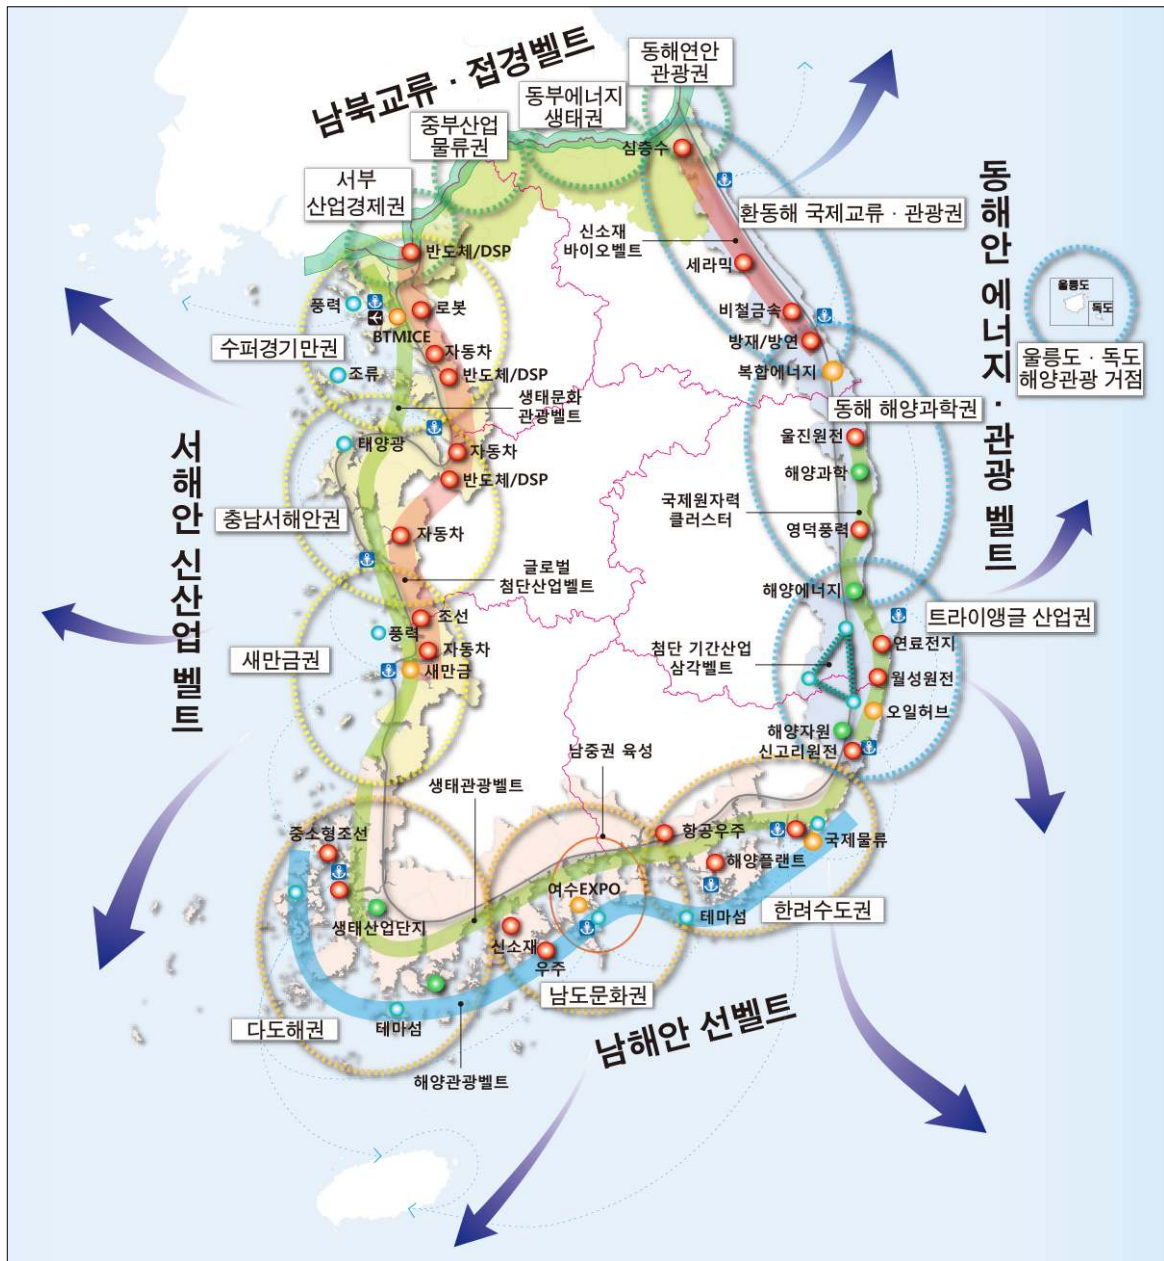 남북교류 · 접경벨트
동해연안
관광권
동부에너지
생태권
중부산업
물류권
서부
산업경제권
심층수
환동해 국제교류 · 관광권
신소재
바이오벨트
세라믹
비철금속
방재/방연
복합에너지
동해안 에너지 · 관광 벨트
울릉도
독도
울릉도 · 독도
해양관광 거점
반도체/DSP
풍력
로봇
BTMICE
수퍼경기만권
자동차
반도체/DSP
조류
생태문화
관광벨트
태양광
자동차
반도체/DSP
충남서해안권
자동차
글로벌
첨단산업벨트
서해안 신산업 벨트
조선
풍력
자동차
새만금권
새만금
동해 해양과학권
울진원전
해양과학
국제원자력
클러스터
영덕풍력
해양에너지
트라이앵글 산업권
연료전지
첨단 기간산업
삼각벨트
월성원전
오일허브
해양자원
신고리원전
남중권 육성
생태관광벨트
중소형조선
항공우주
국제물류
해양플랜트
여수EXPO
테마섬
한려수도권
생태산업단지
신소재
우주
남도문화권
다도해권
테마섬
남해안 선벨트
해양관광벨트